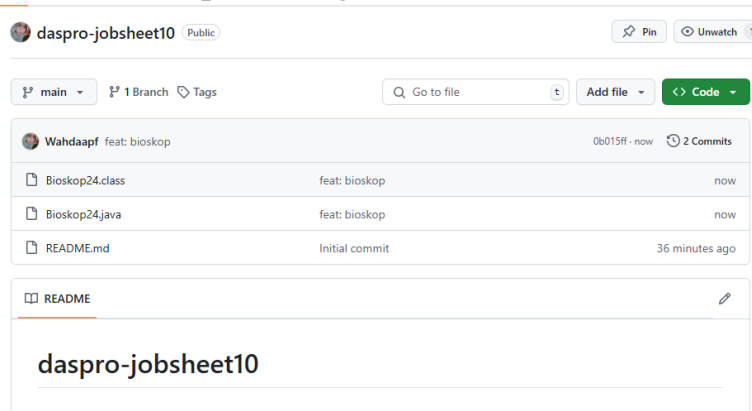 daspro-jobsheet10 Public Pin Unwatch
main 1 Branch Tags Go to file t Add file Code
Wahdaapf feat: bioskop 0b015ff · now 2 Commits
Bioskop24.class feat: bioskop now
Bioskop24.java feat: bioskop now
README.md Initial commit 36 minutes ago
README
daspro-jobsheet10